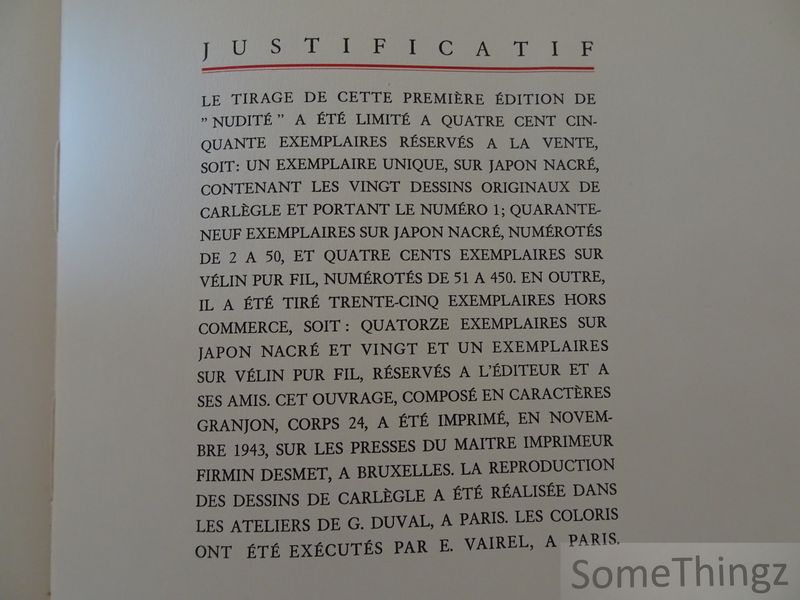 JUSTIFICATIF
LE TIRAGE DE CETTE PREMIÈRE ÉDITION DE
" NUDITÉ " A ÉTÉ LIMITÉ A QUATRE CENT CIN-
QUANTE EXEMPLAIRES RÉSERVÉS A LA VENTE,
SOIT: UN EXEMPLAIRE UNIQUE, SUR JAPON NACRÉ,
CONTENANT LES VINGT DESSINS ORIGINAUX DE
CARLÈGLE ET PORTANT LE NUMÉRO 1; QUARANTE-
NEUF EXEMPLAIRES SUR JAPON NACRÉ, NUMÉROTÉS
DE 2 A 50, ET QUATRE CENTS EXEMPLAIRES SUR
VÉLIN PUR FIL, NUMÉROTÉS DE 51 A 450. EN OUTRE,
IL A ÉTÉ TIRÉ TRENTE-CINQ EXEMPLAIRES HORS
COMMERCE, SOIT : QUATORZE EXEMPLAIRES SUR
JAPON NACRÉ ET VINGT ET UN EXEMPLAIRES
SUR VÉLIN PUR FIL, RÉSERVÉS A L'ÉDITEUR ET A
SES AMIS. CET OUVRAGE, COMPOSÉ EN CARACTÈRES
GRANJON, CORPS 24, A ÉTÉ IMPRIMÉ, EN NOVEM-
BRE 1943, SUR LES PRESSES DU MAITRE IMPRIMEUR
FIRMIN DESMET, A BRUXELLES. LA REPRODUCTION
DES DESSINS DE CARLÈGLE A ÉTÉ RÉALISÉE DANS
LES ATELIERS DE G. DUVAL, A PARIS. LES COLORIS
ONT ÉTÉ EXÉCUTÉS PAR E. VAIREL, A PARIS.
SomeThingz